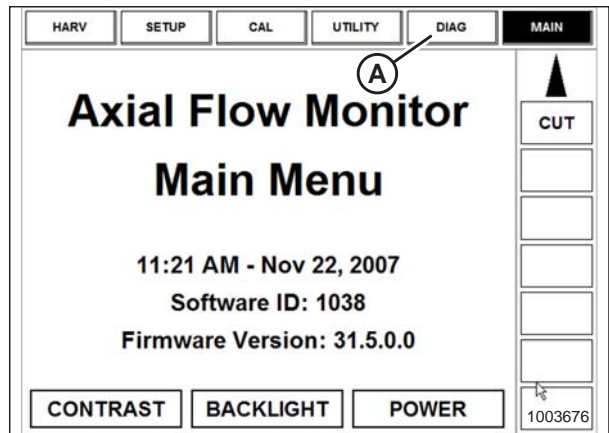 HARV SETUP CAL UTILITY DIAG MAIN
A
Axial Flow Monitor
CUT
Main Menu
11:21 AM - Nov 22, 2007
Software ID: 1038
Firmware Version: 31.5.0.0
CONTRAST BACKLIGHT POWER
1003676